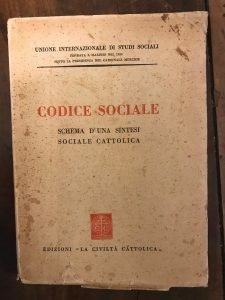 UNIONE INTERNAZIONALE DI STUDI SOCIALI
FONDATA A MALINES NEL 1920
SOTTO LA PRESIDENZA DEL CARDINALE MERCIER
CODICE SOCIALE
SCHEMA D'UNA SINTESI
SOCIALE CATTOLICA
EDIZIONI "LA CIVILTÀ CATTOLICA"